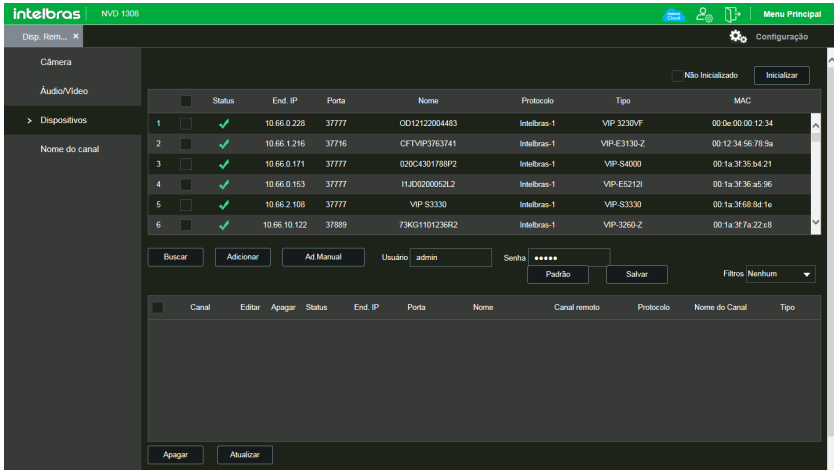 intelbras NVD 1308 intelbras Cloud Menu Principal
Disp. Rem... × Configuração
Câmera
Áudio/Vídeo
> Dispositivos
Nome do canal
Não Inicializado Inicializar
Status End. IP Porta Nome Protocolo Tipo MAC
1 10.66.0.228 37777 OD12122004483 Intelbras-1 VIP 3230VF 00:0e:00:00:12:34
2 10.66.1.216 37716 CFTVIP3763741 Intelbras-1 VIP-E3130-Z 00:12:34:56:78:9a
3 10.66.0.171 37777 020C4301788P2 Intelbras-1 VIP-S4000 00:1a:3f:35:b4:21
4 10.66.0.153 37777 I1JD0200052L2 Intelbras-1 VIP-E5212I 00:1a:3f:36:a5:96
5 10.66.2.108 37777 VIP S3330 Intelbras-1 VIP-S3330 00:1a:3f:68:8d:1e
6 10.66.10.122 37889 73KG1101236R2 Intelbras-1 VIP-3260-Z 00:1a:3f:7a:22:c8
Buscar Adicionar Ad.Manual Usuário admin Senha •••••
Padrão Salvar Filtros Nenhum
Canal Editar Apagar Status End. IP Porta Nome Canal remoto Protocolo Nome do Canal Tipo
Apagar Atualizar